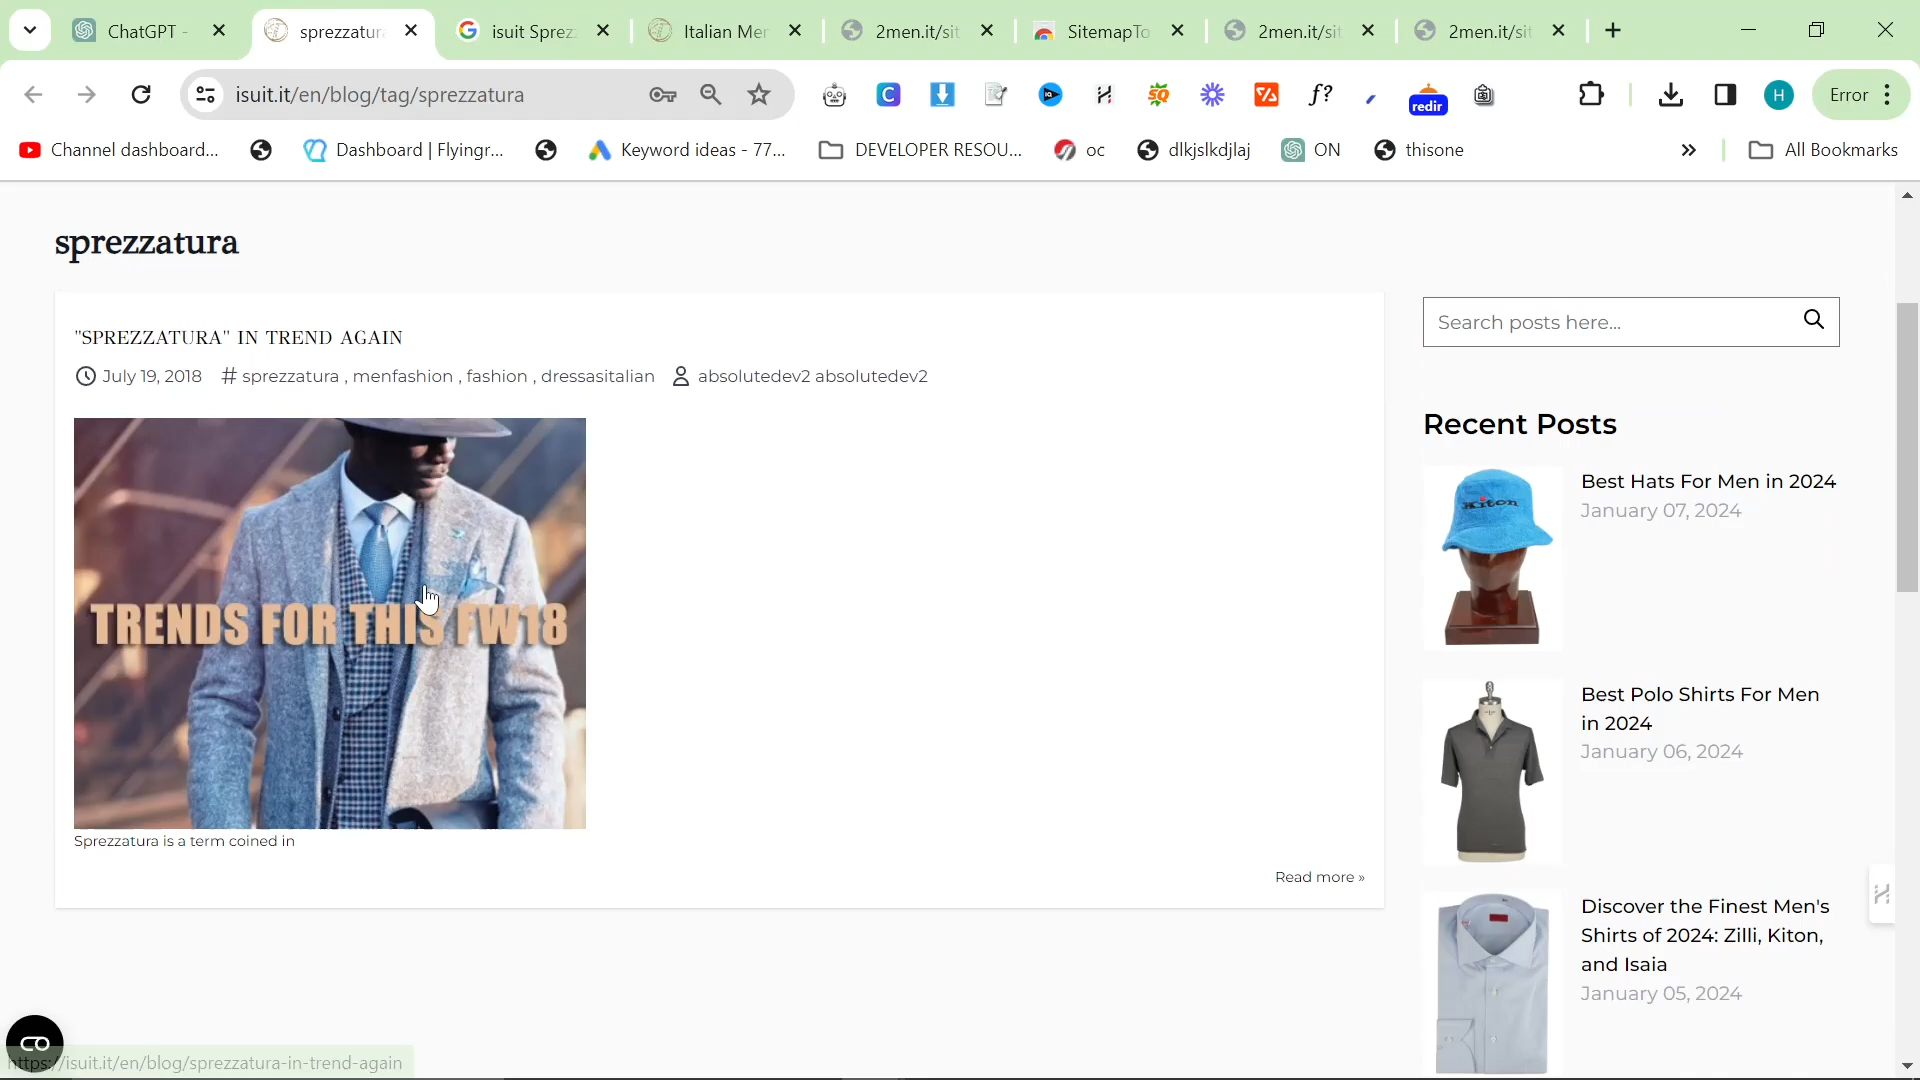 ChatGPT -
sprezzatur
isuit Sprez
Italian Mer
2men.it/sit
SitemapTo
2men.it/sit
2men.it/sit
isuit.it/en/blog/tag/sprezzatura
redir
H
Error
Channel dashboard...
Dashboard | Flyingr...
Keyword ideas - 77...
DEVELOPER RESOU...
oc
dlkjslkdjlaj
ON
thisone
»
All Bookmarks
sprezzatura
"SPREZZATURA" IN TREND AGAIN
July 19, 2018 # sprezzatura , menfashion , fashion , dressasitalian absolutedev2 absolutedev2
TRENDS FOR THIS FW18
Sprezzatura is a term coined in
Read more »
Search posts here...
Recent Posts
Kiton
Best Hats For Men in 2024
January 07, 2024
Best Polo Shirts For Men
in 2024
January 06, 2024
Discover the Finest Men's
Shirts of 2024: Zilli, Kiton,
and Isaia
January 05, 2024
https://isuit.it/en/blog/sprezzatura-in-trend-again